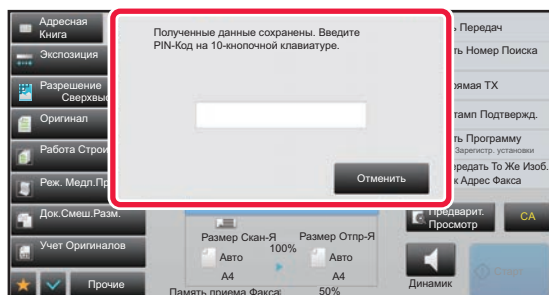 Адресная
Книга
Экспозиция
Разрешение
Сверхвыс
Оригинал
Работа Строи
Реж. Медл.Пр
Док.Смеш.Разм.
Учет Оригиналов
Прочие
Полученные данные сохранены. Введите
PIN-Код на 10-кнопочной клавиатуре.
Отменить
Размер Скан-Я
Размер Отпр-Я
100%
Авто
Авто
A4
A4
Память приема Факса:
50%
ь Передач
ть Номер Поиска
рямая TX
тамп Подтвержд.
ть Программу
Зарегистр. установки
ередать То Же Изоб.
к Адрес Факса
Предварит.
Просмотр
CA
Динамик
Старт